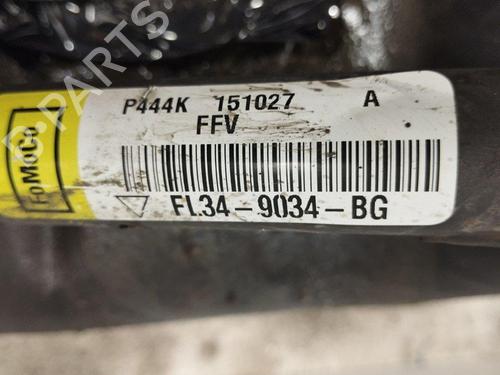 P444K 151027 A
FFV
FoMoCo
FL34-9034-BG
B-PARTS